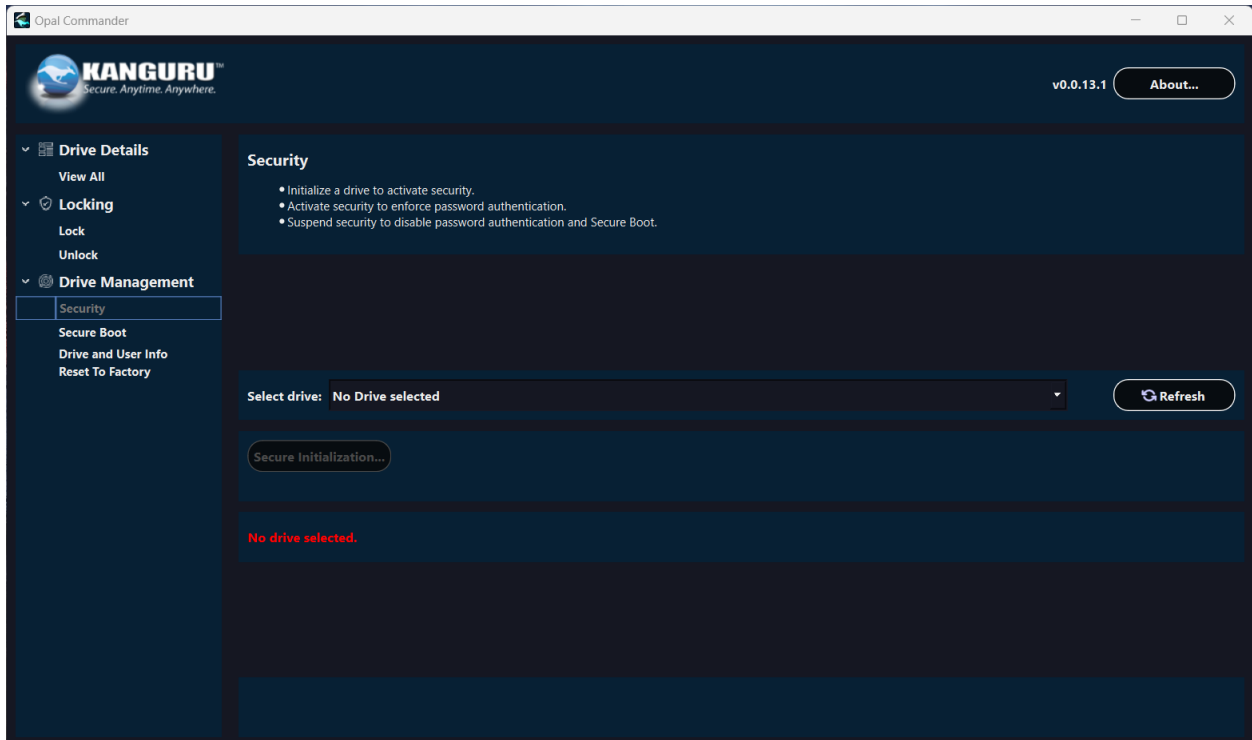 Opal Commander
KANGURU™
Secure. Anytime. Anywhere.
v0.0.13.1
About...
Drive Details
View All
Locking
Lock
Unlock
Drive Management
Security
Secure Boot
Drive and User Info
Reset To Factory
Security
• Initialize a drive to activate security.
• Activate security to enforce password authentication.
• Suspend security to disable password authentication and Secure Boot.
Select drive: No Drive selected
Refresh
Secure Initialization...
No drive selected.